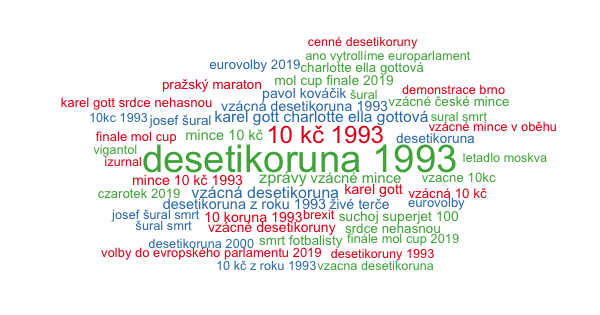 cenné desetikoruny
ano vytrollíme europarlament
eurovolby 2019 charlotte ella gottová
pražský maraton mol cup finale 2019
pavol kováčik šural demonstrace brno
karel gott srdce nehasnou vzácná desetikoruna 1993 vzácné české mince
10kc 1993 josef šural karel gott charlotte ella gottová sural smrt
finale mol cup mince 10 kč 10 kč 1993 desetikoruna vzácné mince v oběhu
vigantol
izurnal desetikoruna 1993 letadlo moskva
mince 10 kč 1993 zprávy vzácné mince vzacne 10kc
czarotek 2019 vzácná desetikoruna karel gott vzácná 10 kč
desetikoruna z roku 1993 živé terče eurovolby
josef šural smrt 10 koruna 1993 brexit suchoj superjet 100
šural smrt vzácné desetikoruny srdce nehasnou
desetikoruna 2000 smrt fotbalisty finále mol cup 2019
volby do evropského parlamentu 2019 desetikoruny 1993
10 kč z roku 1993 vzacna desetikoruna